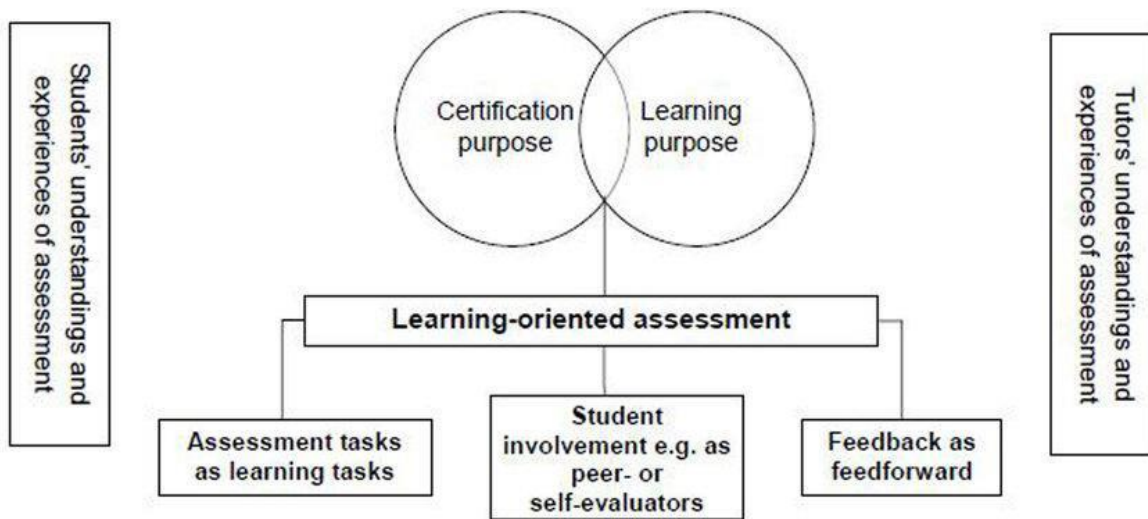 Students' understandings and
experiences of assessment
Certification
purpose
Learning
purpose
Tutors' understandings and
experiences of assessment
Learning-oriented assessment
Assessment tasks
as learning tasks
Student
involvement e.g. as
peer- or
self-evaluators
Feedback as
feedforward